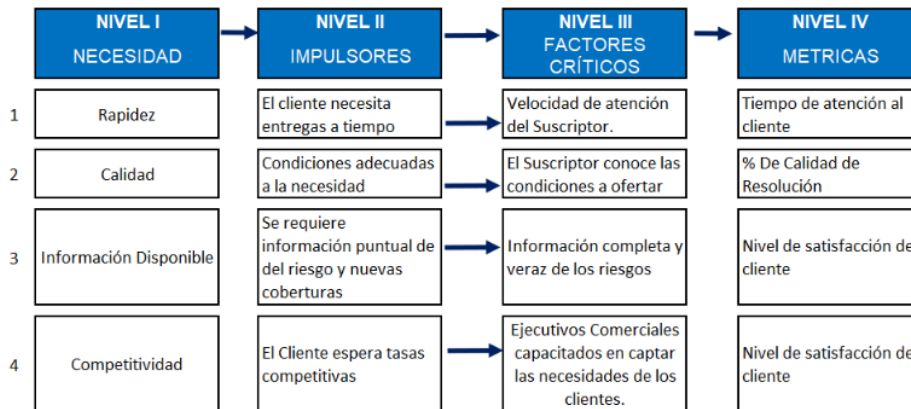 NIVEL I
NECESIDAD
NIVEL II
IMPULSORES
NIVEL III
FACTORES
CRÍTICOS
NIVEL IV
METRICAS
1
Rapidez
El cliente necesita
entregas a tiempo
Velocidad de atención
del Suscriptor.
Tiempo de atención al
cliente
2
Calidad
Condiciones adecuadas
a la necesidad
El Suscriptor conoce las
condiciones a ofertar
% De Calidad de
Resolución
3
Información Disponible
Se requiere
información puntual de
del riesgo y nuevas
coberturas
Información completa y
veraz de los riesgos
Nivel de satisfacción de
cliente
4
Competitividad
El Cliente espera tasas
competitivas
Ejecutivos Comerciales
capacitados en captar
las necesidades de los
clientes.
Nivel de satisfacción de
cliente